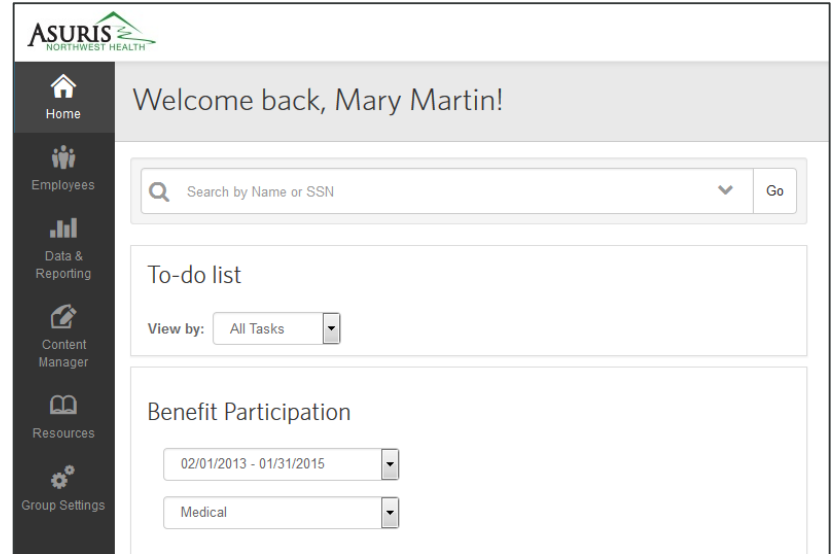 ASURIS
NORTHWEST HEALTH
Home
Employees
Data &
Reporting
Content
Manager
Resources
Group Settings
Welcome back, Mary Martin!
Search by Name or SSN
Go
To-do list
View by: All Tasks
Benefit Participation
02/01/2013 - 01/31/2015
Medical